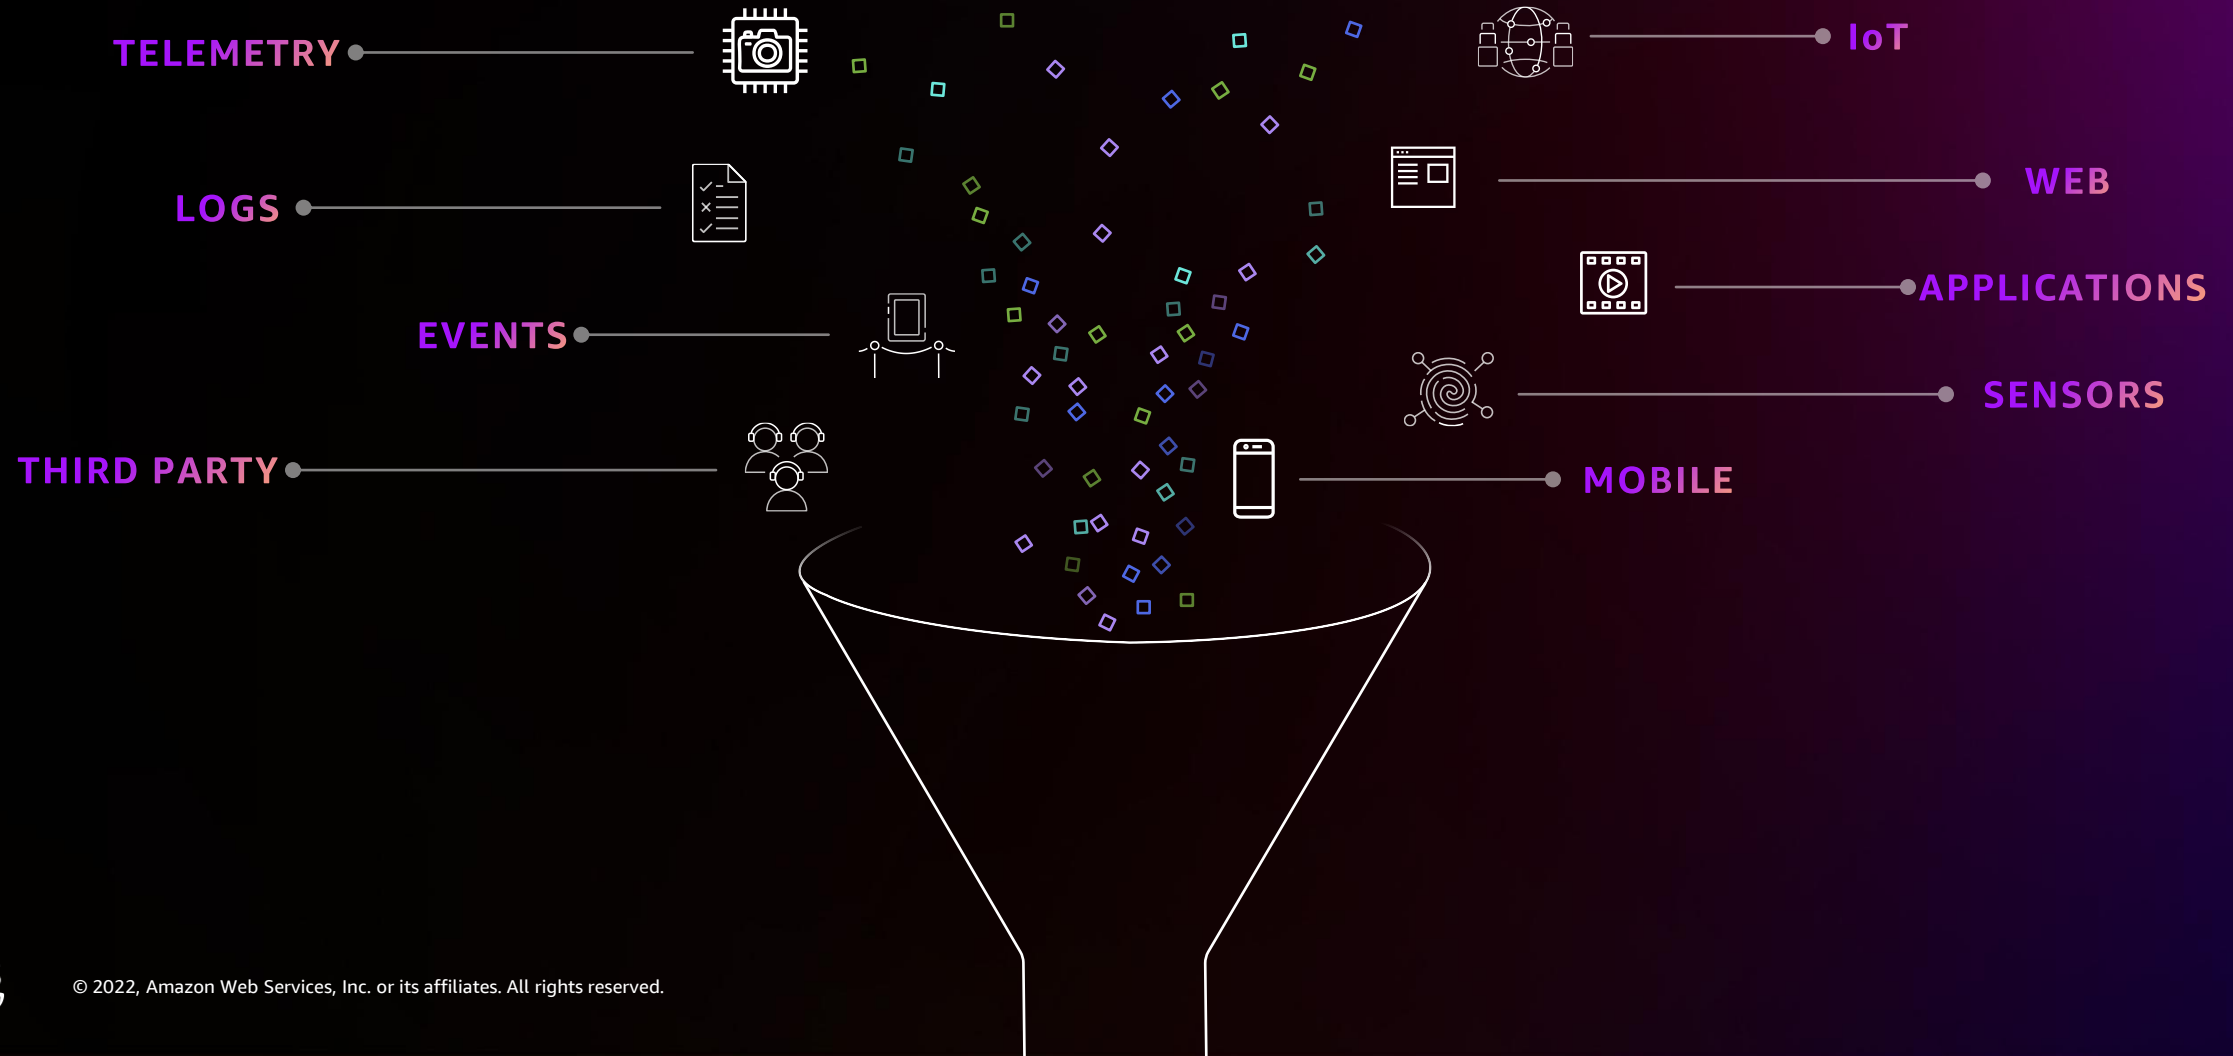 TELEMETRY
IoT
LOGS
WEB
APPLICATIONS
EVENTS
SENSORS
THIRD PARTY
MOBILE
© 2022, Amazon Web Services, Inc. or its affiliates. All rights reserved.